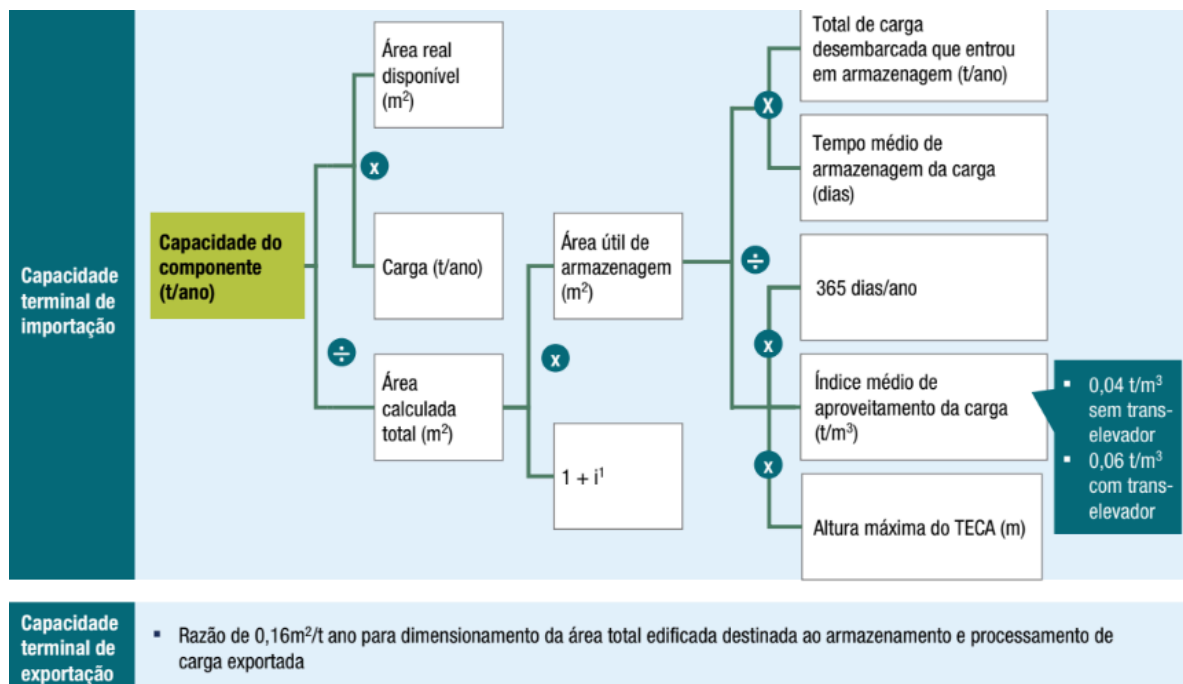 Capacidade
terminal de
importação
Capacidade do
componente
(t/ano)
Área real
disponível
(m²)
x
Carga (t/ano)
÷
Área
calculada
total (m²)
Área útil de
armazenagem
(m²)
x
1 + i¹
÷
Total de carga
desembarcada que entrou
em armazenagem (t/ano)
X
Tempo médio de
armazenagem da carga
(dias)
365 dias/ano
x
Índice médio de
aproveitamento da carga
(t/m³)
x
Altura máxima do TECA (m)
▪ 0,04 t/m³
sem trans-
elevador
▪ 0,06 t/m³
com trans-
elevador
Capacidade
terminal de
exportação
▪ Razão de 0,16m²/t ano para dimensionamento da área total edificada destinada ao armazenamento e processamento de
carga exportada